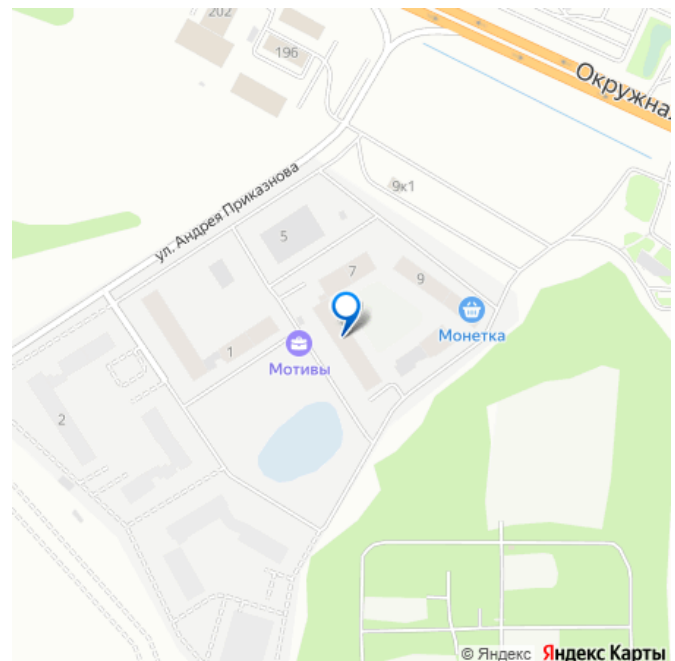 202
196
Окружна
9к1
ул. Андрея Приказнова
5
7
9
Монетка
1
Мотивы
2
© Яндекс Яндекс Карты